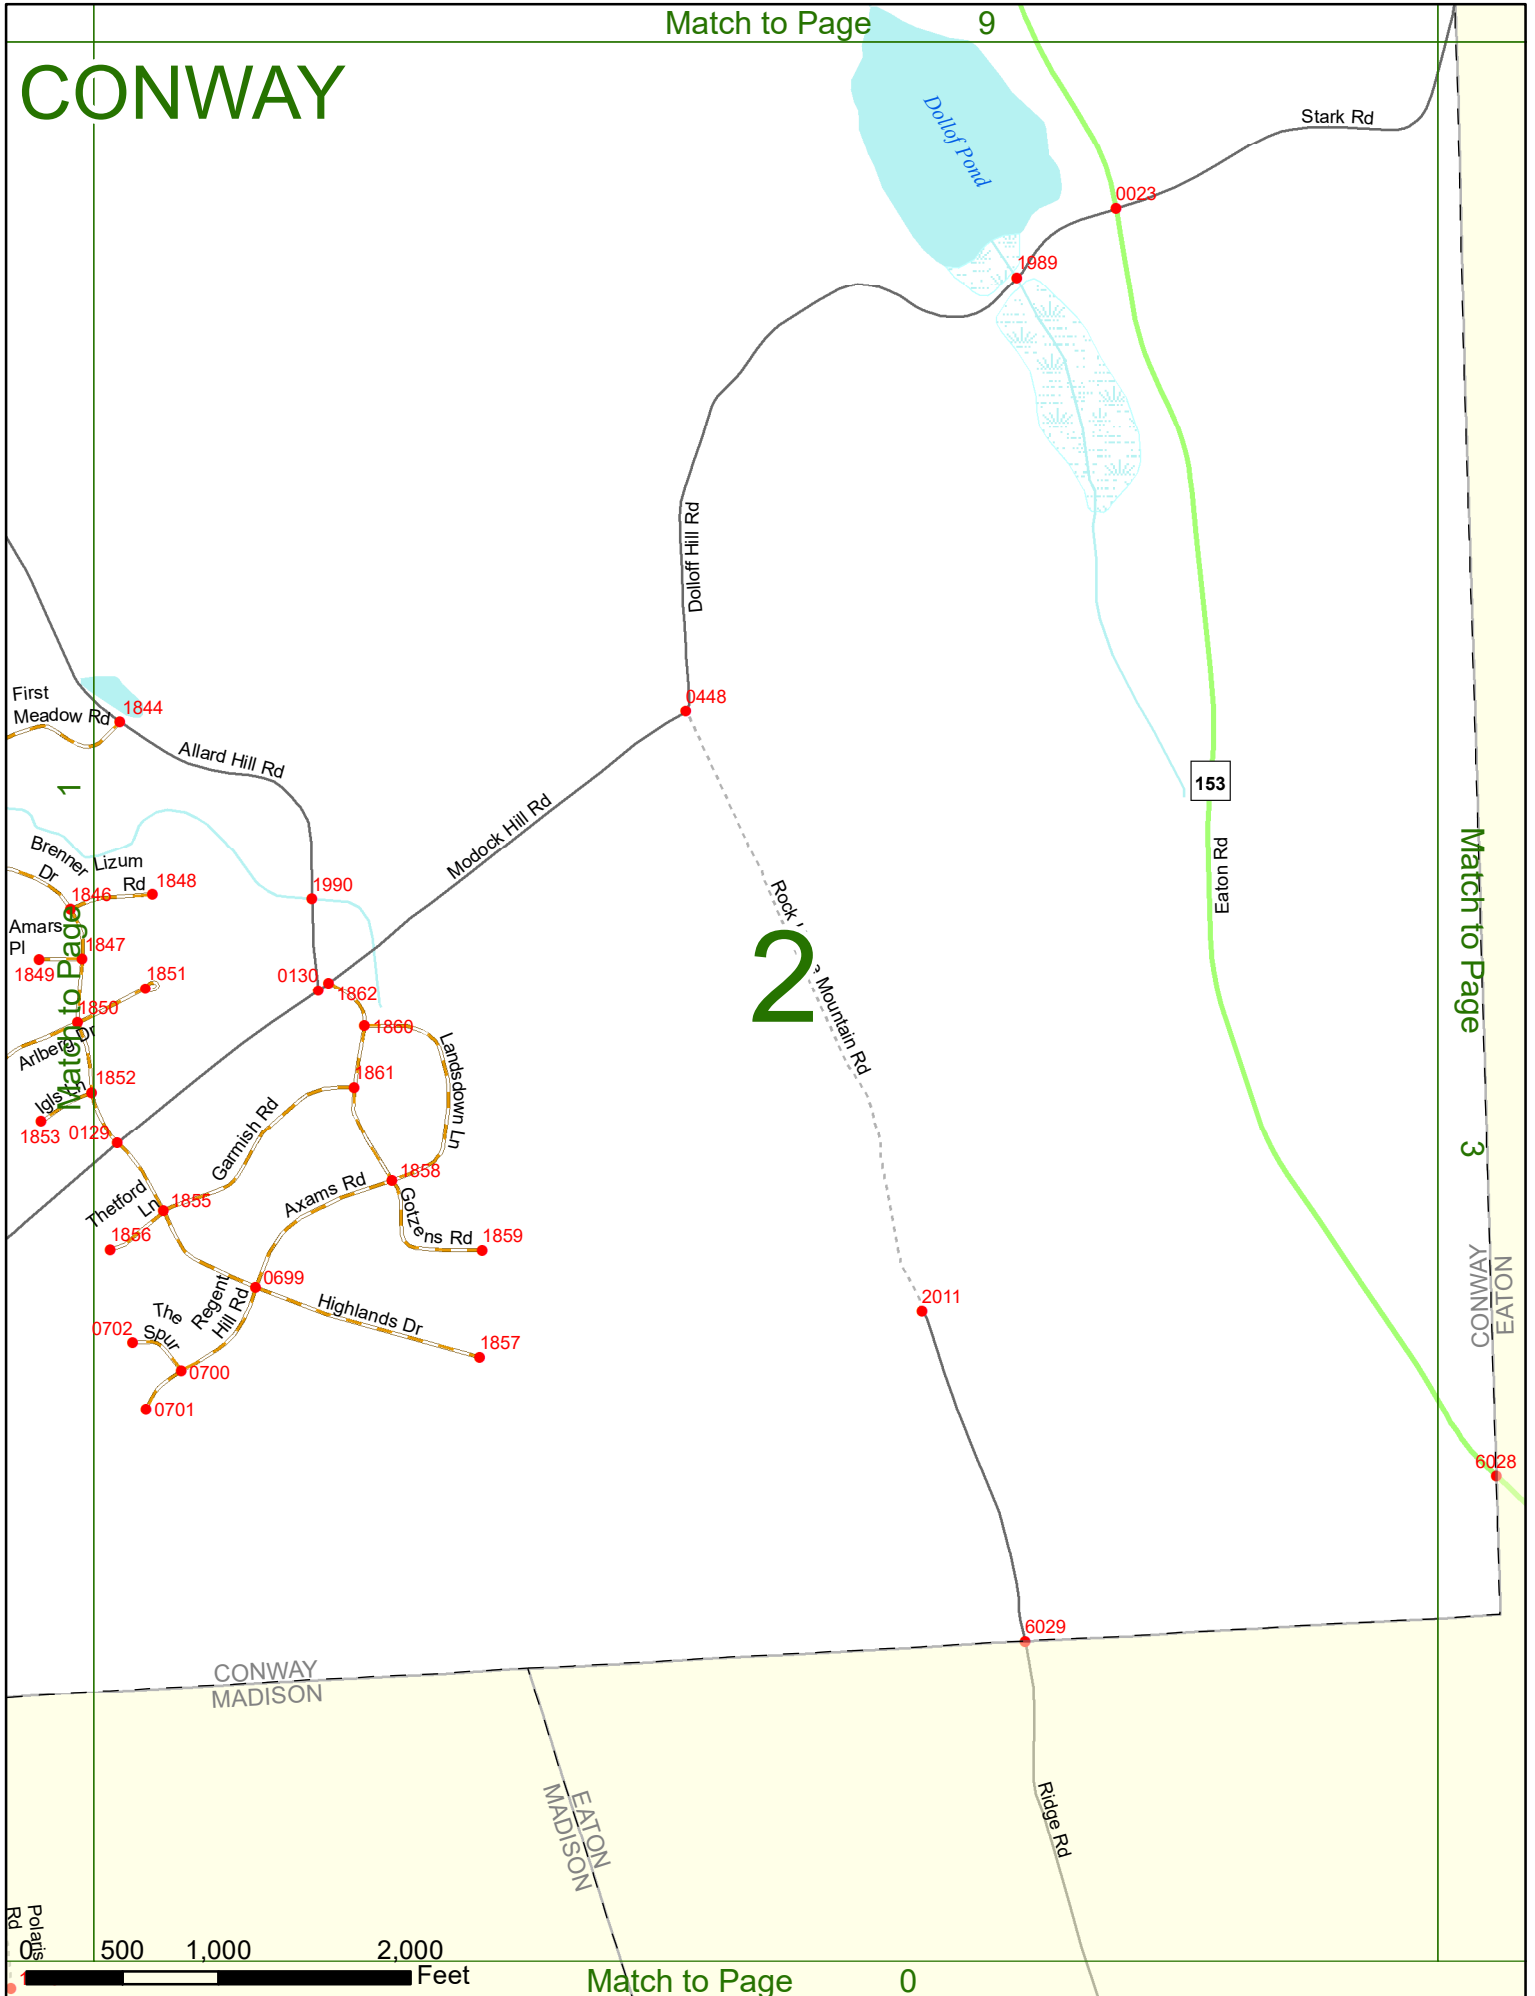 Match to Page 9
CONWAY
Dollof Pond
Stark Rd
0023
1989
Dolloff Hill Rd
First
Meadow Rd
1844
0448
Allard Hill Rd
153
1
Modock Hill Rd
Brenner
Dr
Lizum
Rd
1848
1846
1990
Eaton Rd
Match to Page
3
Amars
Pl
1847
1849
1851
0130
1862
Rock
Mountain Rd
2
1850
1860
Arlberg Dr
Match to Page
Landsdown Ln
1861
1852
Igls Ln
1853
0129
Garmish Rd
1858
Axams Rd
Thetford
Ln
1855
Gotzens Rd
1856
1859
0699
Regent
Hill Rd
Highlands Dr
The
Spur
0702
1857
0700
0701
2011
CONWAY
EATON
6028
6029
CONWAY
MADISON
EATON
MADISON
Ridge Rd
Polaris
Rd
0 500 1,000 2,000
Feet
Match to Page 0